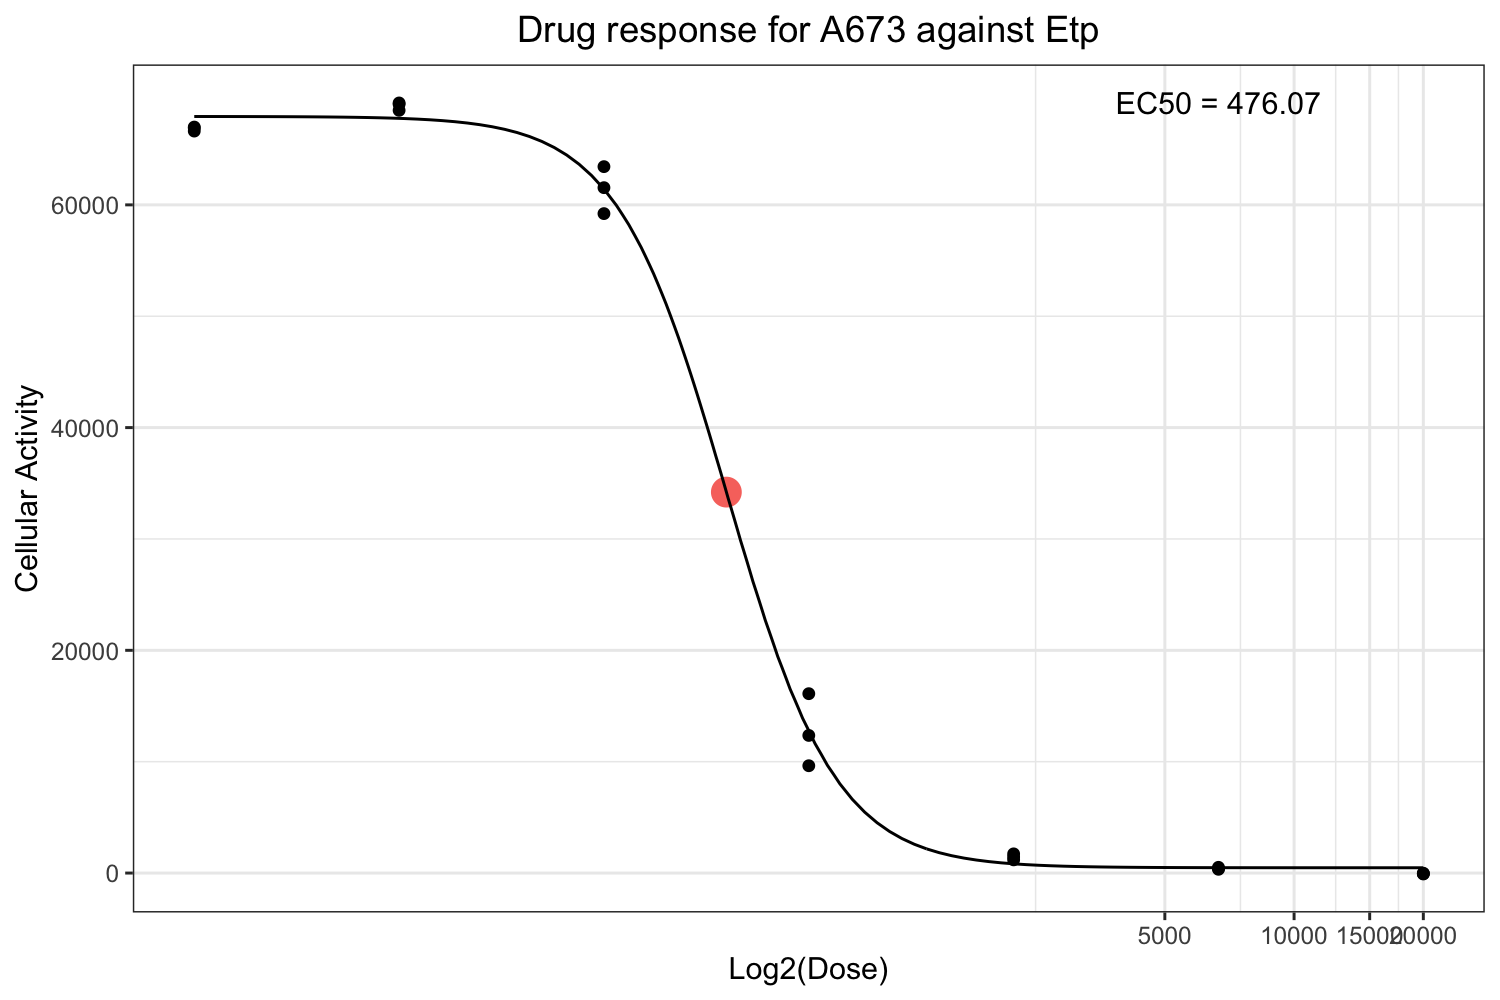 Drug response for A673 against Etp
EC50 = 476.07
60000
40000
20000
0
Cellular Activity
5000 10000 15000 20000
Log2(Dose)